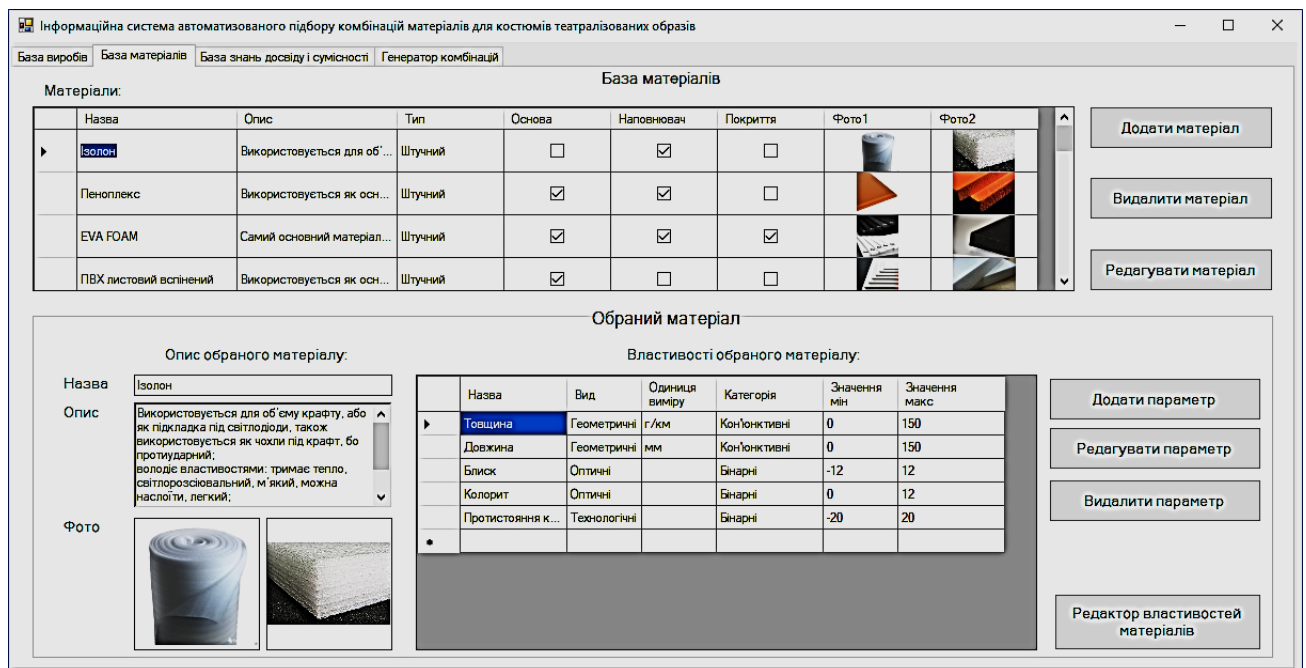 Інформаційна система автоматизованого підбору комбінацій матеріалів для костюмів театралізованих образів
База виробів База матеріалів База знань досвіду і сумісності Генератор комбінацій
База матеріалів
Матеріали:
Назва Опис Тип Основа Наповнювач Покриття Фото1 Фото2
Ізолон Використовується для об'... Штучний
Пеноплекс Використовується як осн... Штучний
EVA FOAM Самий основний матеріал... Штучний
ПВХ листовий вспінений Використовується як осн... Штучний
Додати матеріал
Видалити матеріал
Редагувати матеріал
Обраний матеріал
Опис обраного матеріалу:
Назва Ізолон
Опис Використовується для об'єму крафту, або
як підкладка під світлодіоди, також
використовується як чохли під крафт, бо
протиударний;
володіє властивостями: тримає тепло,
світлорозсіювальний, м'який, можна
наслоїти, легкий;
Фото
Властивості обраного матеріалу:
Назва Вид Одиниця виміру Категорія Значення мін Значення макс
Товщина Геометричні г/км Кон'юнктивні 0 150
Довжина Геометричні мм Кон'юнктивні 0 150
Блиск Оптичні Бінарні -12 12
Колорит Оптичні Бінарні 0 12
Протистояння к... Технологічні Бінарні -20 20
Додати параметр
Редагувати параметр
Видалити параметр
Редактор властивостей
матеріалів